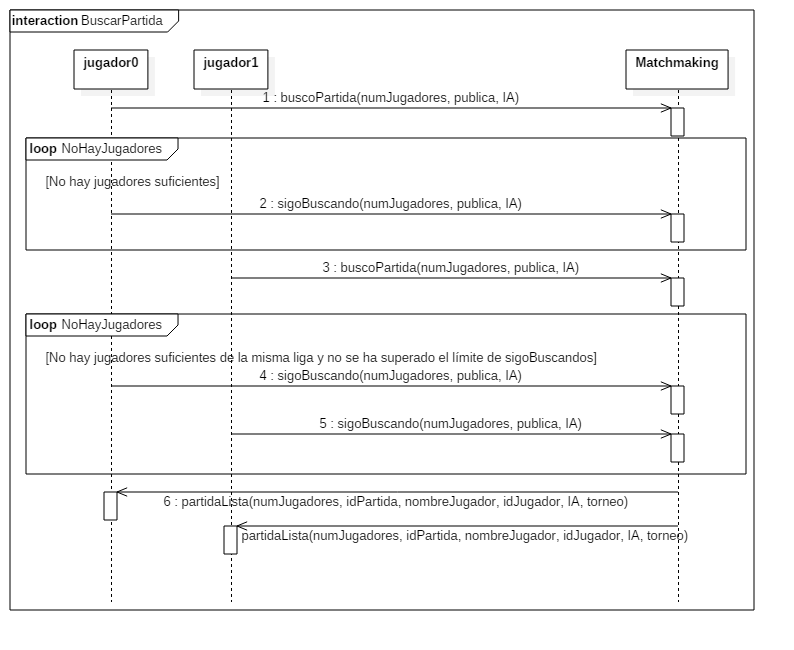 interaction BuscarPartida
jugador0
jugador1
Matchmaking
1 : buscoPartida(numJugadores, publica, IA)
loop NoHayJugadores
[No hay jugadores suficientes]
2 : sigoBuscando(numJugadores, publica, IA)
3 : buscoPartida(numJugadores, publica, IA)
loop NoHayJugadores
[No hay jugadores suficientes de la misma liga y no se ha superado el límite de sigoBuscandos]
4 : sigoBuscando(numJugadores, publica, IA)
5 : sigoBuscando(numJugadores, publica, IA)
6 : partidaLista(numJugadores, idPartida, nombreJugador, idJugador, IA, torneo)
partidaLista(numJugadores, idPartida, nombreJugador, idJugador, IA, torneo)